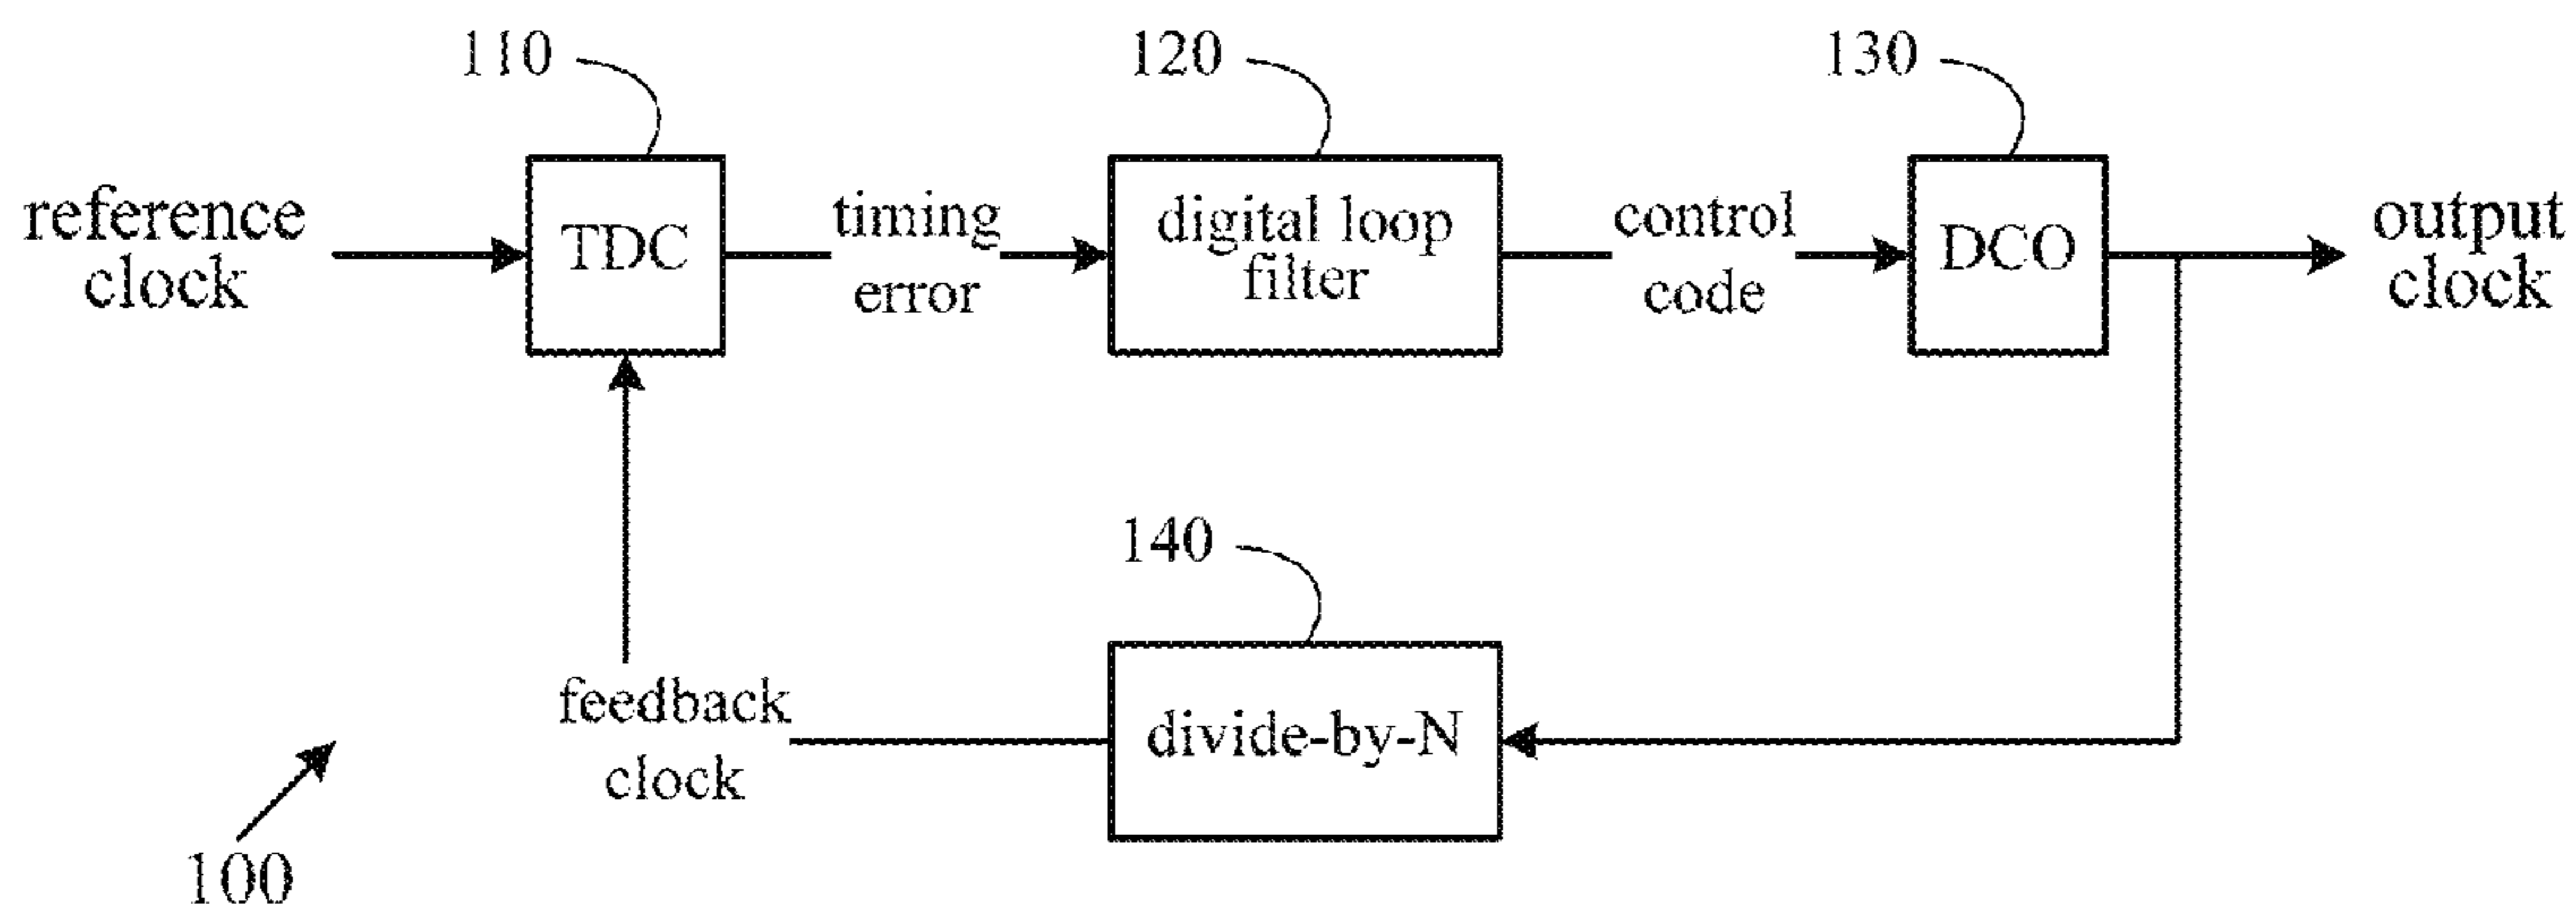 110
120
130
reference
clock
TDC
timing
error
digital loop
filter
control
code
DCO
output
clock
140
feedback
clock
divide-by-N
100